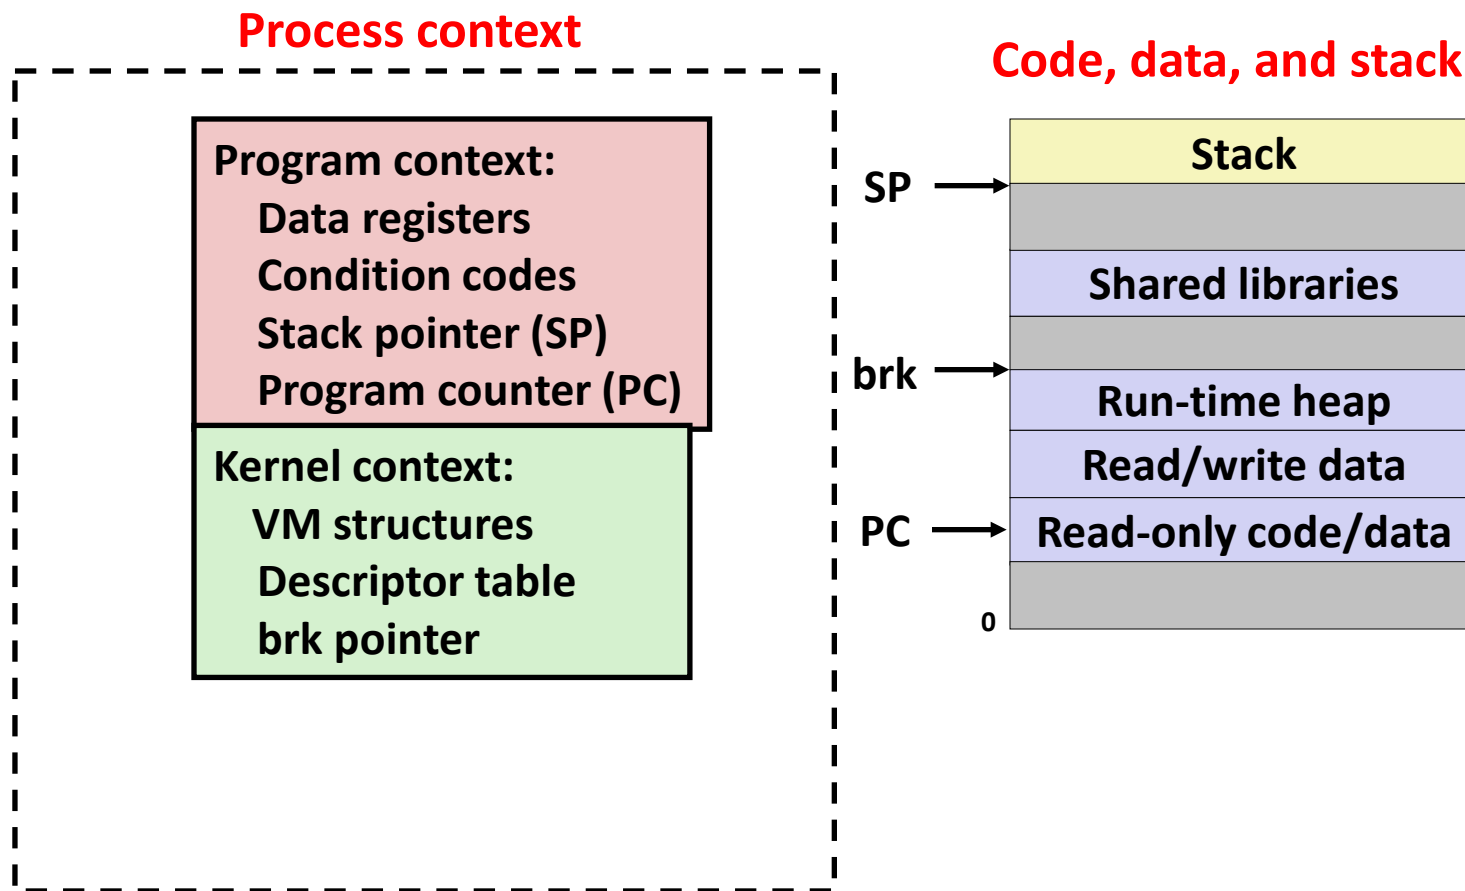 Process context
Program context:
Data registers
Condition codes
Stack pointer (SP)
Program counter (PC)
Kernel context:
VM structures
Descriptor table
brk pointer
Code, data, and stack
Stack
SP
Shared libraries
brk
Run-time heap
Read/write data
PC
Read-only code/data
0